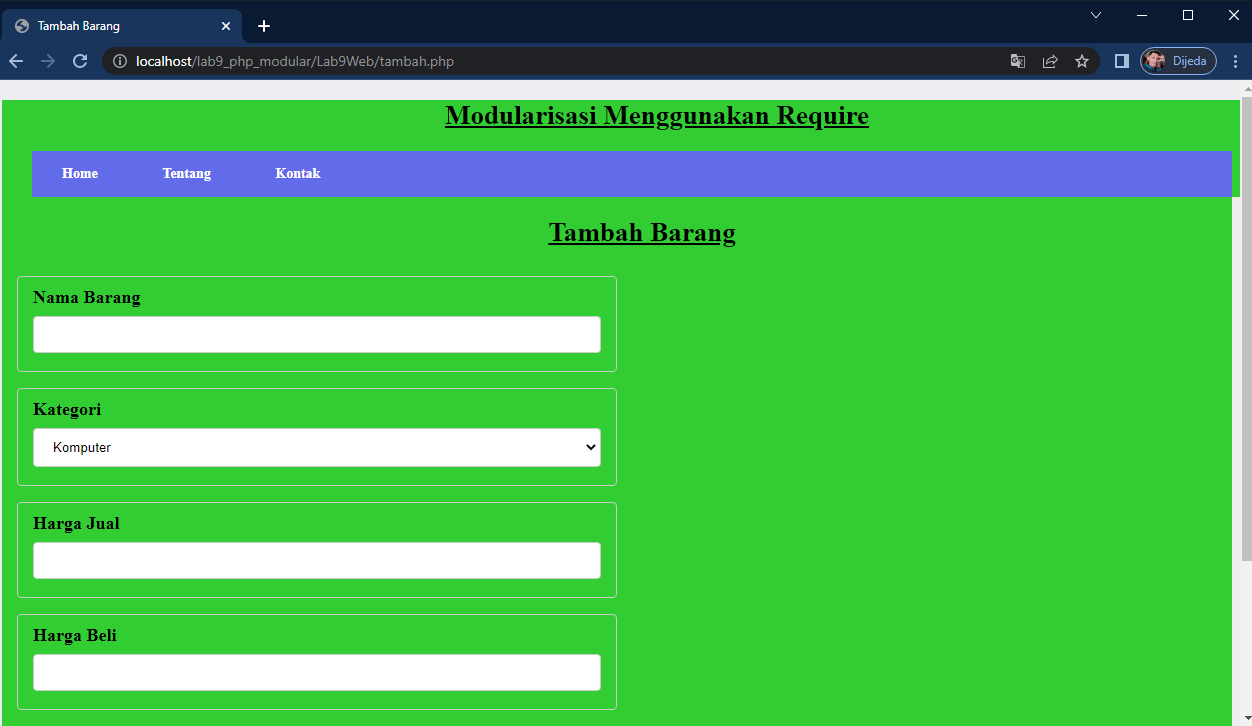 Tambah Barang
localhost/lab9_php_modular/Lab9Web/tambah.php
Dijeda
Modularisasi Menggunakan Require
Home Tentang Kontak
Tambah Barang
Nama Barang
Kategori
Komputer
Harga Jual
Harga Beli